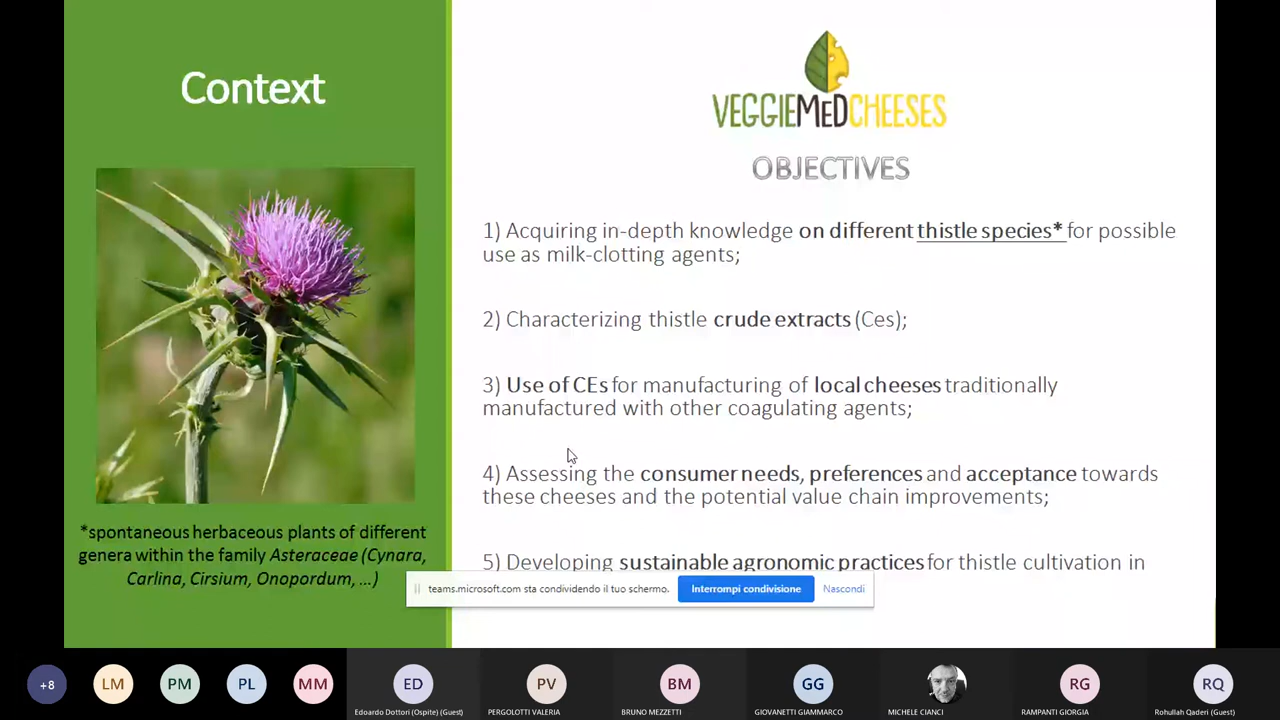 Context
*spontaneous herbaceous plants of different
genera within the family Asteraceae (Cynara,
Carlina, Cirsium, Onopordum, ...)
VEGGIEMEDCHEESES
OBJECTIVES
1) Acquiring in-depth knowledge on different thistle species* for possible
use as milk-clotting agents;
2) Characterizing thistle crude extracts (Ces);
3) Use of CEs for manufacturing of local cheeses traditionally
manufactured with other coagulating agents;
4) Assessing the consumer needs, preferences and acceptance towards
these cheeses and the potential value chain improvements;
5) Developing sustainable agronomic practices for thistle cultivation in
teams.microsoft.com sta condividendo il tuo schermo.
Interrompi condivisione
Nascondi
+8
LM
PM
PL
MM
ED
Edoardo Dottori (Ospite) (Guest)
PV
PERGOLOTTI VALERIA
BM
BRUNO MEZZETTI
GG
GIOVANETTI GIAMMARCO
MICHELE CIANCI
RG
RAMPANTI GIORGIA
RQ
Rohullah Qaderi (Guest)